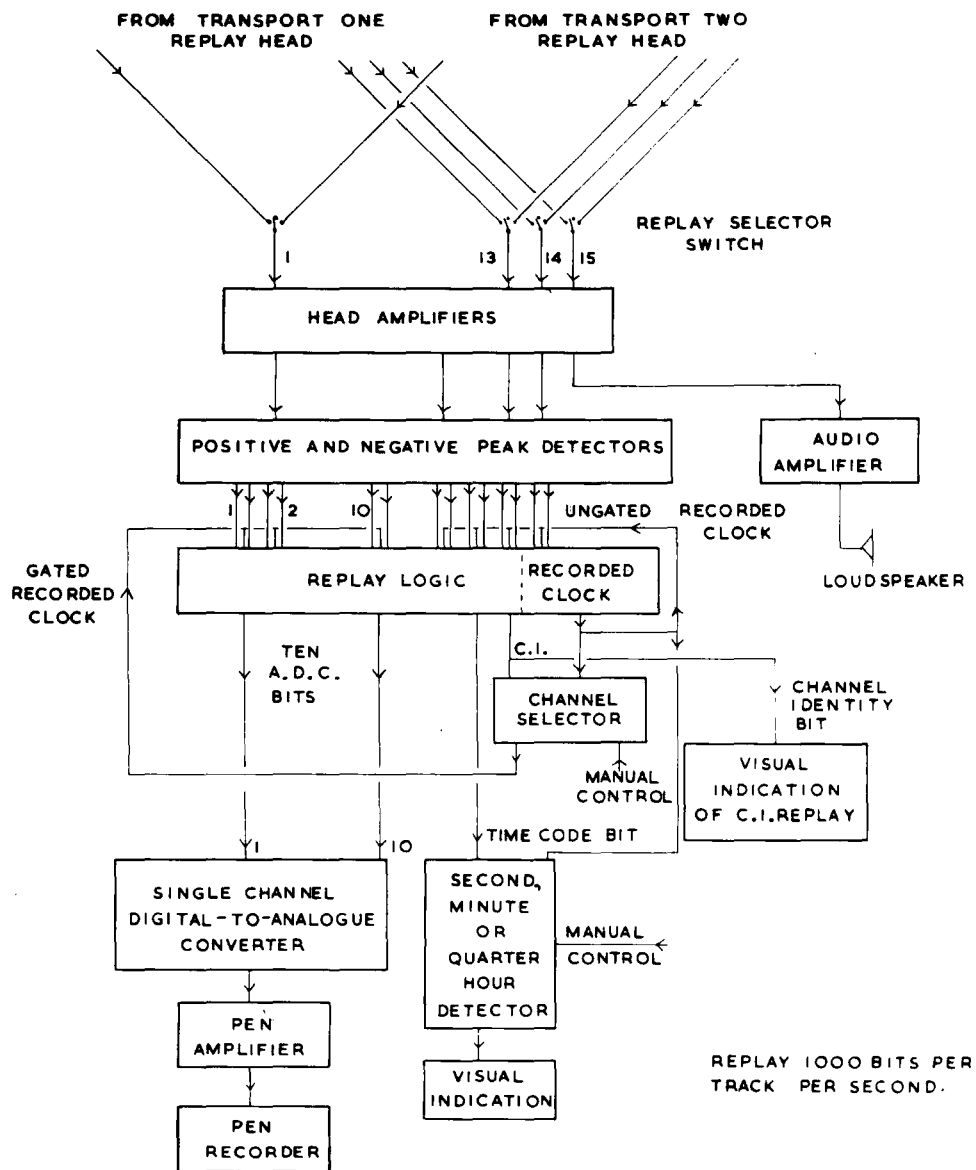 FROM TRANSPORT ONE
REPLAY HEAD
FROM TRANSPORT TWO
REPLAY HEAD
REPLAY SELECTOR
SWITCH
1
13
14
15
HEAD AMPLIFIERS
POSITIVE AND NEGATIVE PEAK DETECTORS
AUDIO
AMPLIFIER
1
2
10
UNGATED RECORDED
CLOCK
GATED
RECORDED
CLOCK
REPLAY LOGIC
RECORDED
CLOCK
LOUDSPEAKER
TEN
A.D.C.
BITS
C.I.
CHANNEL
SELECTOR
CHANNEL
IDENTITY
BIT
MANUAL
CONTROL
VISUAL
INDICATION
OF C.I. REPLAY
1
10
TIME CODE BIT
SINGLE CHANNEL
DIGITAL-TO-ANALOGUE
CONVERTER
SECOND,
MINUTE
OR
QUARTER
HOUR
DETECTOR
MANUAL
CONTROL
PEN
AMPLIFIER
VISUAL
INDICATION
PEN
RECORDER
REPLAY 1000 BITS PER
TRACK PER SECOND.